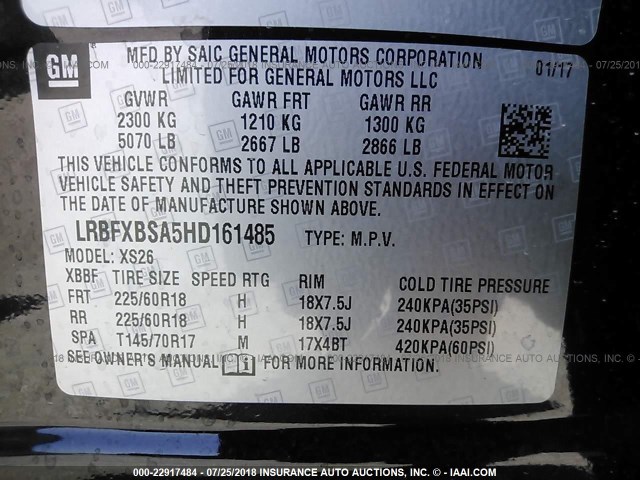 GM
MFD BY SAIC GENERAL MOTORS CORPORATION
LIMITED FOR GENERAL MOTORS LLC
01/17
GVWR GAWR FRT GAWR RR
2300 KG 1210 KG 1300 KG
5070 LB 2667 LB 2866 LB
THIS VEHICLE CONFORMS TO ALL APPLICABLE U.S. FEDERAL MOTOR
VEHICLE SAFETY AND THEFT PREVENTION STANDARDS IN EFFECT ON
THE DATE OF MANUFACTURE SHOWN ABOVE.
LRBFXBSA5HD161485 TYPE: M.P.V.
MODEL: XS26
XBBF TIRE SIZE SPEED RTG RIM COLD TIRE PRESSURE
FRT 225/60R18 H 18X7.5J 240KPA(35PSI)
RR 225/60R18 H 18X7.5J 240KPA(35PSI)
SPA T145/70R17 M 17X4BT 420KPA(60PSI)
SEE OWNER'S MANUAL FOR MORE INFORMATION.
000-22917484 - 07/25/2018 INSURANCE AUTO AUCTIONS, INC. - © IAAI.COM